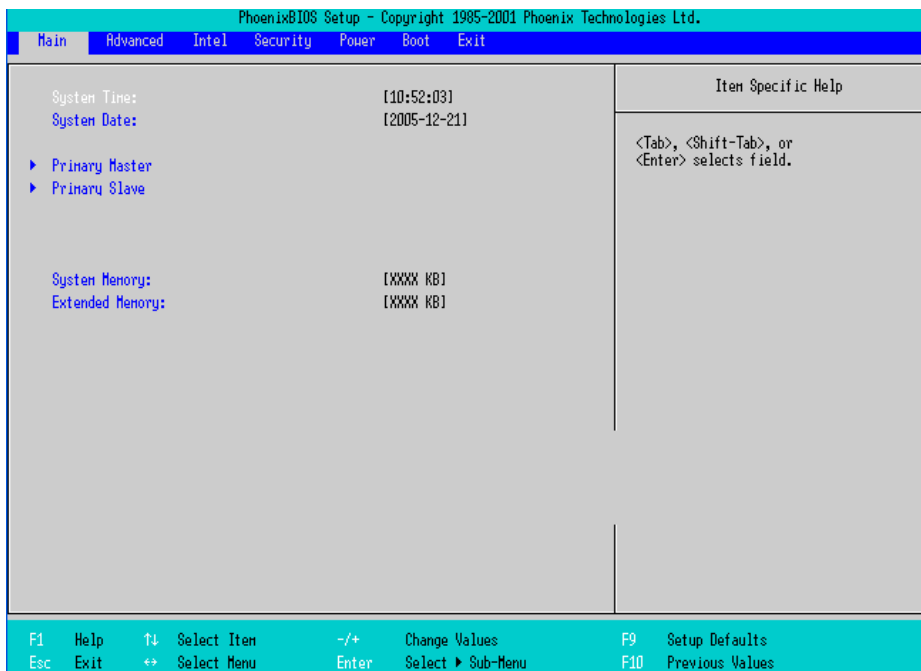 PhoenixBIOS Setup - Copyright 1985-2001 Phoenix Technologies Ltd.
Main Advanced Intel Security Power Boot Exit
Item Specific Help
System Time: [10:52:03]
System Date: [2005-12-21]
<Tab>, <Shift-Tab>, or
<Enter> selects field.
Primary Master
Primary Slave
System Memory: [XXXX KB]
Extended Memory: [XXXX KB]
F1 Help ↑↓ Select Item -/+ Change Values F9 Setup Defaults
Esc Exit ↔ Select Menu Enter Select ▶ Sub-Menu F10 Previous Values